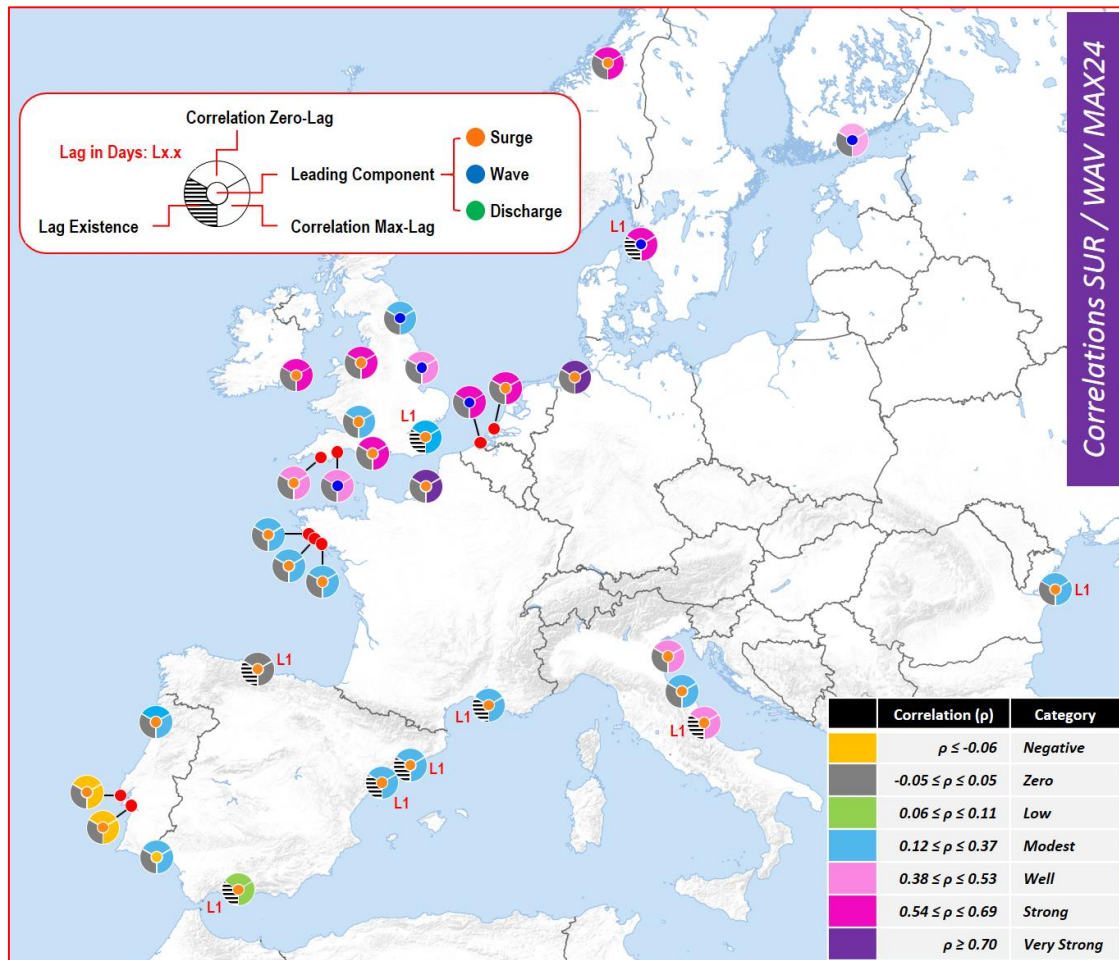 Correlations SUR / WAV MAX24
Correlation Zero-Lag
Lag in Days: Lx.x
Surge
Leading Component
Wave
Lag Existence
Correlation Max-Lag
Discharge
L1
L1
L1
L1
L1
L1
L1
L1
L1
Correlation (ρ) Category
ρ ≤ -0.06 Negative
-0.05 ≤ ρ ≤ 0.05 Zero
0.06 ≤ ρ ≤ 0.11 Low
0.12 ≤ ρ ≤ 0.37 Modest
0.38 ≤ ρ ≤ 0.53 Well
0.54 ≤ ρ ≤ 0.69 Strong
ρ ≥ 0.70 Very Strong